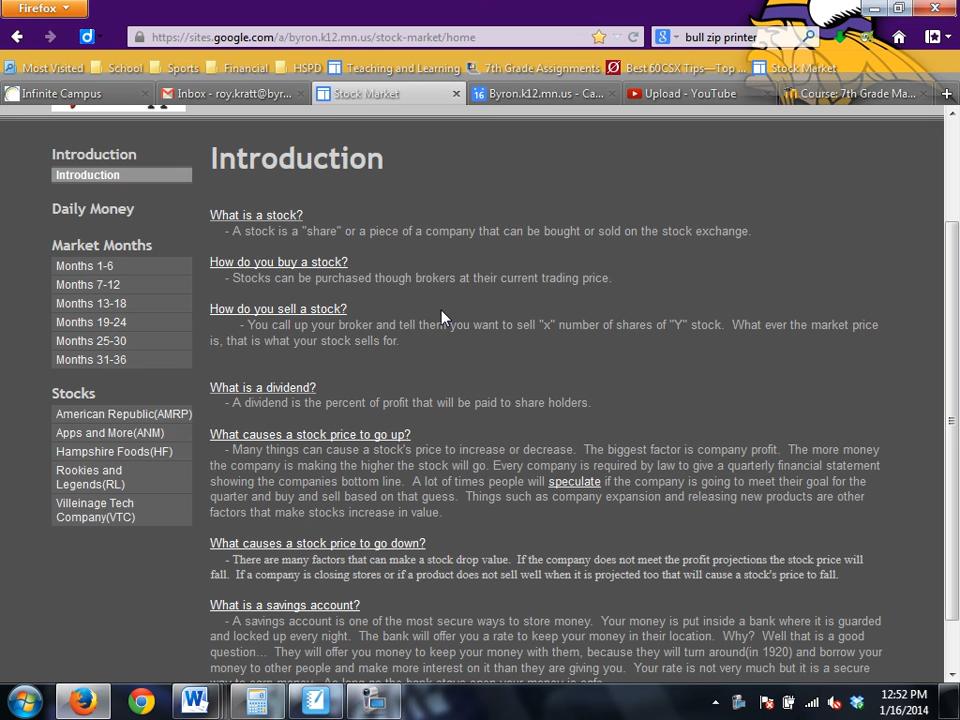 Firefox
https://sites.google.com/a/byron.k12.mn.us/stock-market/home
bull zip printer
Most Visited School Sports Financial HSPD Teaching and Learning 7th Grade Assignments Best 60CSX Tips—Top ... Stock Market
Infinite Campus
Inbox - roy.kratt@byr...
Stock Market
16 Byron.k12.mn.us - Ca...
Upload - YouTube
Course: 7th Grade Ma...
Introduction
Introduction
Daily Money
Market Months
Months 1-6
Months 7-12
Months 13-18
Months 19-24
Months 25-30
Months 31-36
Stocks
American Republic(AMRP)
Apps and More(ANM)
Hampshire Foods(HF)
Rookies and
Legends(RL)
Villeinage Tech
Company(VTC)
Introduction
What is a stock?
- A stock is a "share" or a piece of a company that can be bought or sold on the stock exchange.
How do you buy a stock?
- Stocks can be purchased though brokers at their current trading price.
How do you sell a stock?
- You call up your broker and tell them you want to sell "x" number of shares of "Y" stock. What ever the market price
is, that is what your stock sells for.
What is a dividend?
- A dividend is the percent of profit that will be paid to share holders.
What causes a stock price to go up?
- Many things can cause a stock's price to increase or decrease. The biggest factor is company profit. The more money
the company is making the higher the stock will go. Every company is required by law to give a quarterly financial statement
showing the companies bottom line. A lot of times people will speculate if the company is going to meet their goal for the
quarter and buy and sell based on that guess. Things such as company expansion and releasing new products are other
factors that make stocks increase in value.
What causes a stock price to go down?
- There are many factors that can make a stock drop value. If the company does not meet the profit projections the stock price will
fall. If a company is closing stores or if a product does not sell well when it is projected too that will cause a stock's price to fall.
What is a savings account?
- A savings account is one of the most secure ways to store money. Your money is put inside a bank where it is guarded
and locked up every night. The bank will offer you a rate to keep your money in their location. Why? Well that is a good
question... They will offer you money to keep your money with them, because they will turn around(in 1920) and borrow your
money to other people and make more interest on it than they are giving you. Your rate is not very much but it is a secure
way to earn money. As long as the bank stays open your money is safe.
12:52 PM
1/16/2014